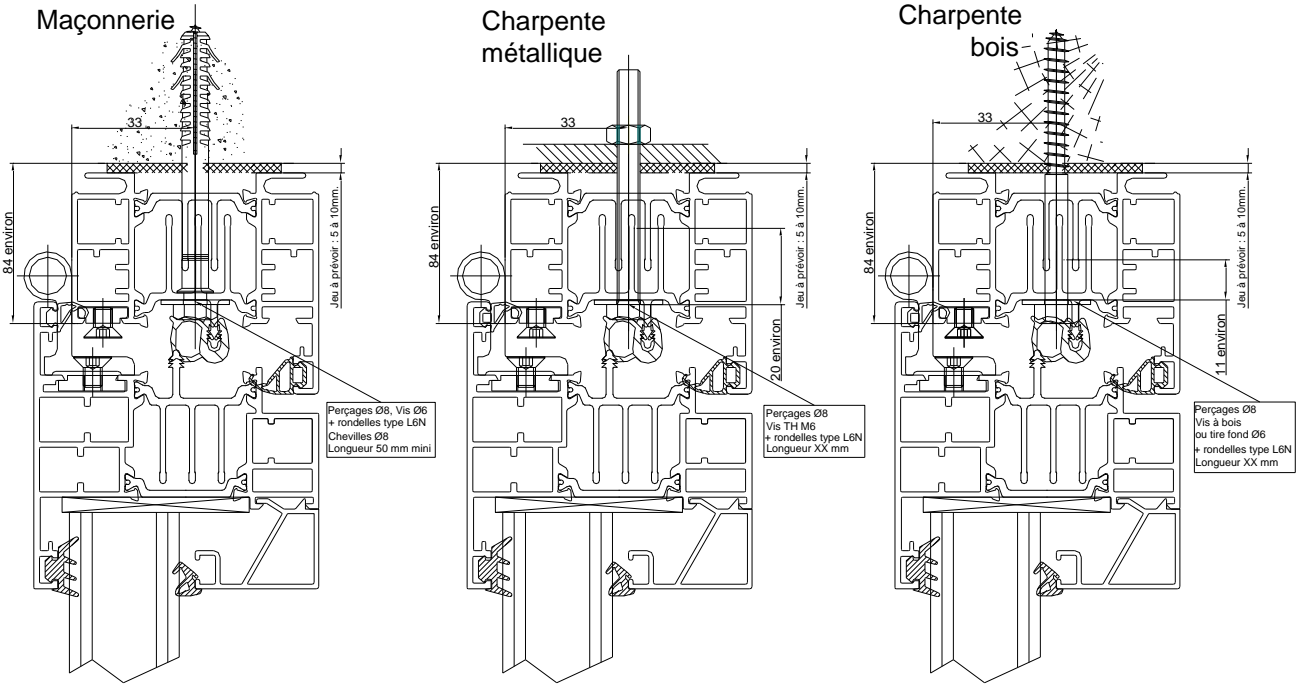 Maçonnerie
33
84 environ
Jeu à prévoir : 5 à 10mm.
Perçages Ø8, Vis Ø6
+ rondelles type L6N
Chevilles Ø8
Longueur 50 mm mini
Charpente
métallique
33
84 environ
Jeu à prévoir : 5 à 10mm.
20 environ
Perçages Ø8
Vis TH M6
+ rondelles type L6N
Longueur XX mm
Charpente
bois
33
84 environ
Jeu à prévoir : 5 à 10mm.
11 environ
Perçages Ø8
Vis à bois
ou tire fond Ø6
+ rondelles type L6N
Longueur XX mm